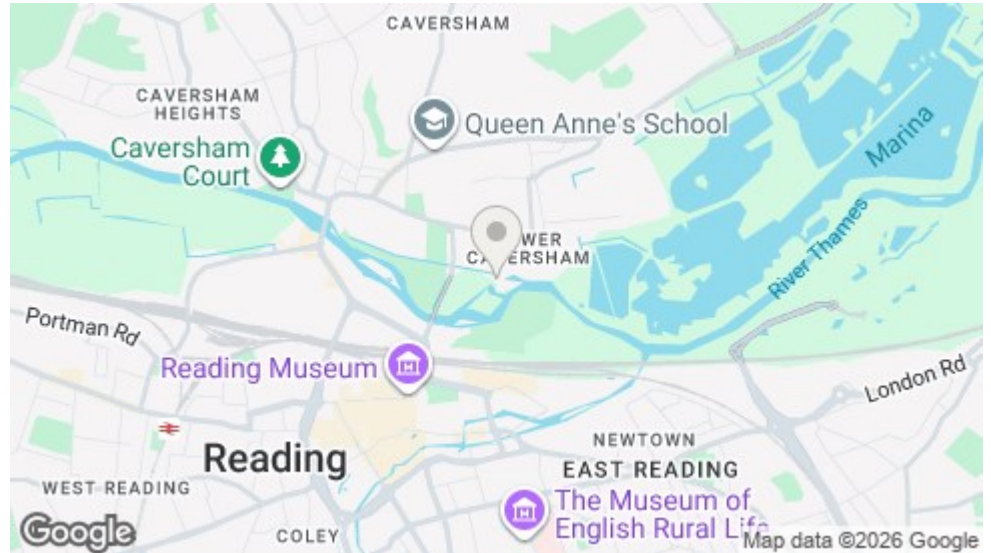 CAVERSHAM
CAVERSHAM
HEIGHTS
Queen Anne's School
Caversham
Court
Marina
CAVERSHAM
River Thames
Portman Rd
Reading Museum
London Rd
Reading
NEWTOWN
EAST READING
WEST READING
The Museum of
English Rural Life
COLEY
Google
Map data ©2026 Google